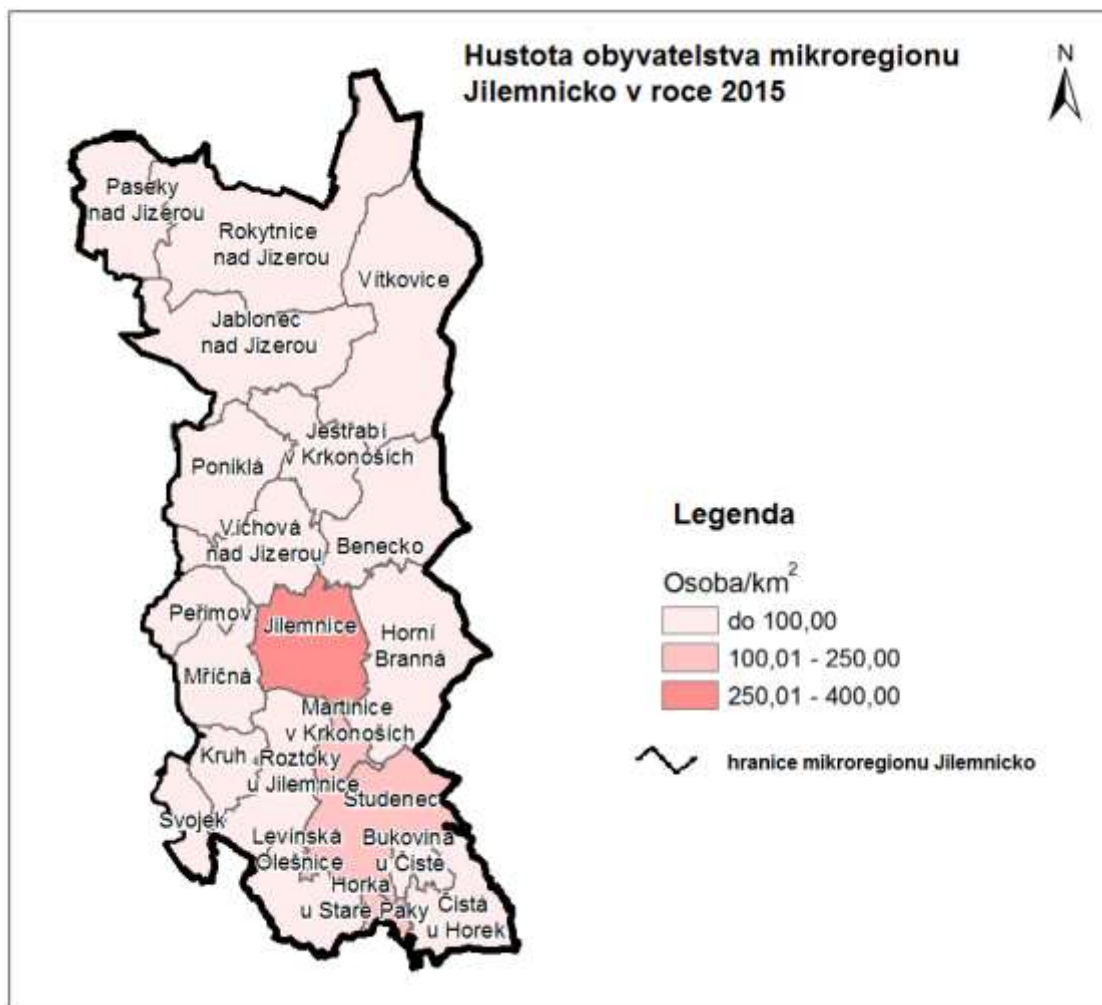 Hustota obyvatelstva mikroregionu
Jilemnicko v roce 2015
N
Paseky
nad Jizerou
Rokytnice
nad Jizerou
Vítkovice
Jablonec
nad Jizerou
Jestřabí
v Krkonoších
Poniklá
Víchová
nad Jizerou
Benecko
Peřimov
Jilemnice
Horní
Branná
Mříčná
Martinice
v Krkonoších
Kruh
Roztoky
u Jilemnice
Studenec
Svojek
Levínská
Olešnice
Bukovina
u Čisté
Horka
u Staré Paky
Čistá
u Horek
Legenda
Osoba/km²
do 100,00
100,01 - 250,00
250,01 - 400,00
hranice mikroregionu Jilemnicko